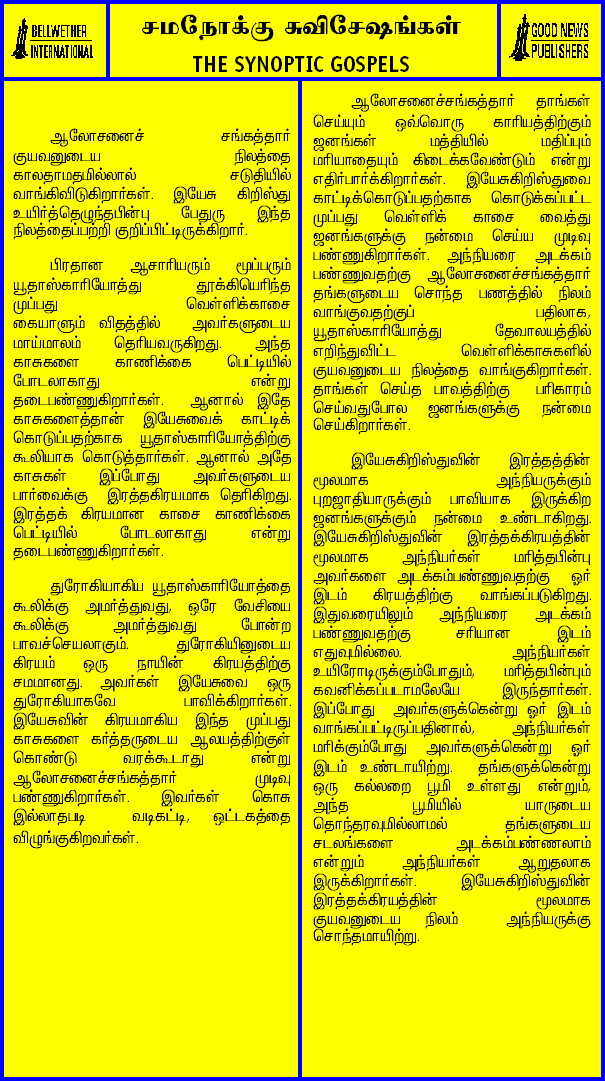 BELLWETHER
INTERNATIONAL
சமநோக்கு சுவிசேஷங்கள்
THE SYNOPTIC GOSPELS
GOOD NEWS
PUBLISHERS
ஆலோசனைச் சங்கத்தார்
குயவனுடைய நிலத்தை
காலதாமதமில்லால் சடுதியில்
வாங்கிவிடுகிறார்கள். இயேசு கிறிஸ்து
உயிர்த்தெழுந்தபின்பு பேதுரு இந்த
நிலத்தைப்பற்றி குறிப்பிட்டிருக்கிறார்.
பிரதான ஆசாரியரும் மூப்பரும்
யூதாஸ்காரியோத்து தூக்கியெரிந்த
முப்பது வெள்ளிக்காசை
கையாளும் விதத்தில் அவர்களுடைய
மாய்மாலம் தெரியவருகிறது. அந்த
காசுகளை காணிக்கை பெட்டியில்
போடலாகாது என்று
தடைபண்ணுகிறார்கள். ஆனால் இதே
காசுகளைத்தான் இயேசுவைக் காட்டிக்
கொடுப்பதற்காக யூதாஸ்காரியோத்திற்கு
கூலியாக கொடுத்தார்கள். ஆனால் அதே
காசுகள் இப்போது அவர்களுடைய
பார்வைக்கு இரத்தகிரயமாக தெரிகிறது.
இரத்தக் கிரயமான காசை காணிக்கை
பெட்டியில் போடலாகாது என்று
தடைபண்ணுகிறார்கள்.
துரோகியாகிய யூதாஸ்காரியோத்தை
கூலிக்கு அமர்த்துவது, ஒரே வேசியை
கூலிக்கு அமர்த்துவது போன்ற
பாவச்செயலாகும். துரோகியினுடைய
கிரயம் ஒரு நாயின் கிரயத்திற்கு
சமமானது. அவர்கள் இயேசுவை ஒரு
துரோகியாகவே பாவிக்கிறார்கள்.
இயேசுவின் கிரயமாகிய இந்த முப்பது
காசுகளை கர்த்தருடைய ஆலயத்திற்குள்
கொண்டு வரக்கூடாது என்று
ஆலோசனைச்சங்கத்தார் முடிவு
பண்ணுகிறார்கள். இவர்கள் கொசு
இல்லாதபடி வடிகட்டி, ஒட்டகத்தை
விழுங்குகிறவர்கள்.
ஆலோசனைச்சங்கத்தார் தாங்கள்
செய்யும் ஒவ்வொரு காரியத்திற்கும்
ஜனங்கள் மத்தியில் மதிப்பும்
மரியாதையும் கிடைக்கவேண்டும் என்று
எதிர்பார்க்கிறார்கள். இயேசுகிறிஸ்துவை
காட்டிக்கொடுப்பதற்காக கொடுக்கப்பட்ட
முப்பது வெள்ளிக் காசை வைத்து
ஜனங்களுக்கு நன்மை செய்ய முடிவு
பண்ணுகிறார்கள். அந்நியரை அடக்கம்
பண்ணுவதற்கு ஆலோசனைச்சங்கத்தார்
தங்களுடைய சொந்த பணத்தில் நிலம்
வாங்குவதற்குப் பதிலாக,
யூதாஸ்காரியோத்து தேவாலயத்தில்
எறிந்துவிட்ட வெள்ளிக்காசுகளில்
குயவனுடைய நிலத்தை வாங்குகிறார்கள்.
தாங்கள் செய்த பாவத்திற்கு பரிகாரம்
செய்வதுபோல ஜனங்களுக்கு நன்மை
செய்கிறார்கள்.
இயேசுகிறிஸ்துவின் இரத்தத்தின்
மூலமாக அந்நியருக்கும்
புறஜாதியாருக்கும் பாவியாக இருக்கிற
ஜனங்களுக்கும் நன்மை உண்டாகிறது.
இயேசுகிறிஸ்துவின் இரத்தக்கிரயத்தின்
மூலமாக அந்நியர்கள் மரித்தபின்பு
அவர்களை அடக்கம்பண்ணுவதற்கு ஓர்
இடம் கிரயத்திற்கு வாங்கப்படுகிறது.
இதுவரையிலும் அந்நியரை அடக்கம்
பண்ணுவதற்கு சரியான இடம்
எதுவுமில்லை. அந்நியர்கள்
உயிரோடிருக்கும்போதும், மரித்தபின்பும்
கவனிக்கப்படாமலேயே இருந்தார்கள்.
இப்போது அவர்களுக்கென்று ஓர் இடம்
வாங்கப்பட்டிருப்பதினால், அந்நியர்கள்
மரிக்கும்போது அவர்களுக்கென்று ஓர்
இடம் உண்டாயிற்று. தங்களுக்கென்று
ஒரு கல்லறை பூமி உள்ளது என்றும்,
அந்த பூமியில் யாருடைய
தொந்தரவுமில்லாமல் தங்களுடைய
சடலங்களை அடக்கம்பண்ணலாம்
என்றும் அந்நியர்கள் ஆறுதலாக
இருக்கிறார்கள். இயேசுகிறிஸ்துவின்
இரத்தக்கிரயத்தின் மூலமாக
குயவனுடைய நிலம் அந்நியருக்கு
சொந்தமாயிற்று.